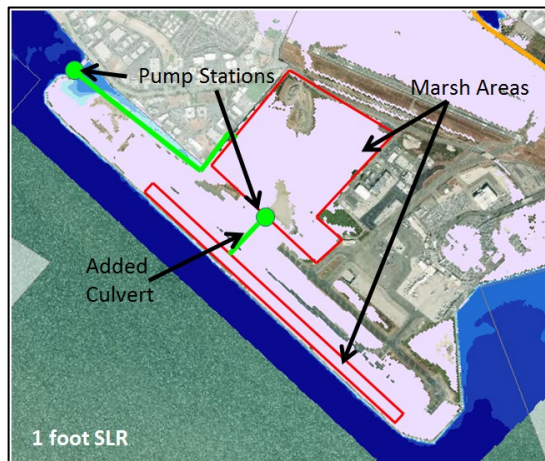 Pump Stations
Marsh Areas
Added
Culvert
1 foot SLR